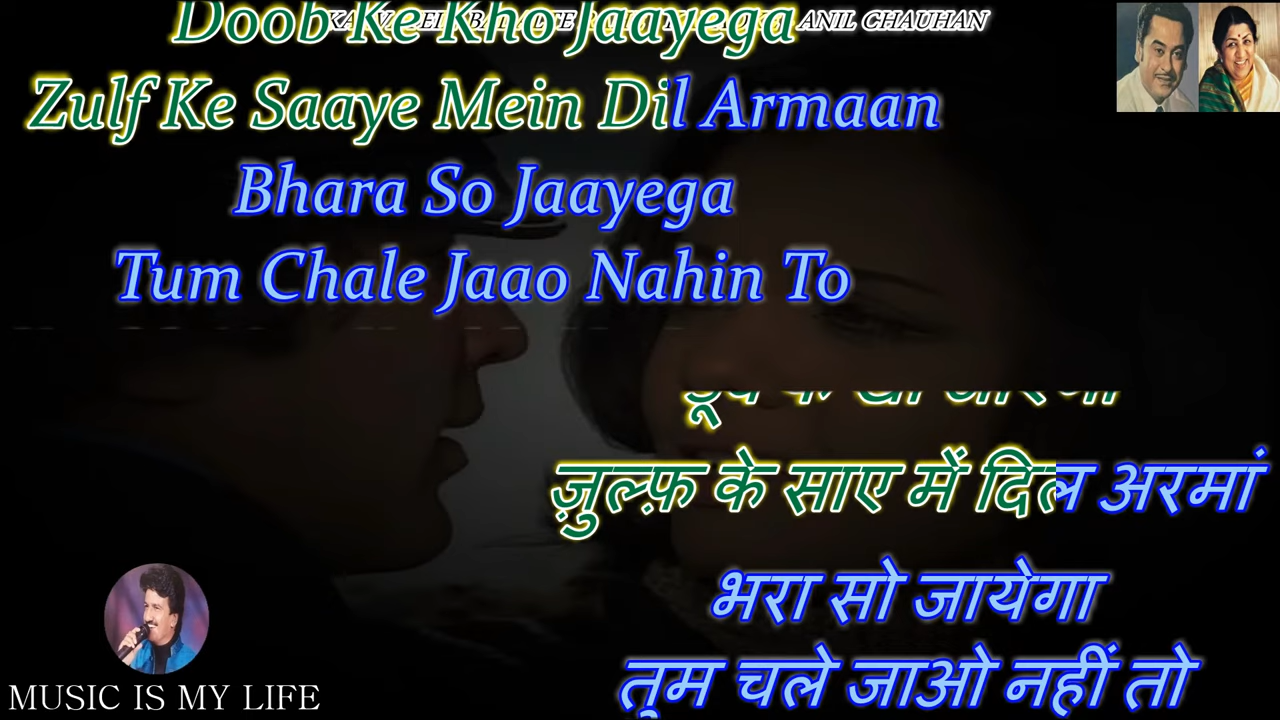 Doob Ke Kho Jaayega
ANIL CHAUHAN
Zulf Ke Saaye Mein Dil Armaan
Bhara So Jaayega
Tum Chale Jaao Nahin To
ज़ुल्फ़ के साए में दिल अरमां
भरा सो जायेगा
तुम चले जाओ नहीं तो
MUSIC IS MY LIFE